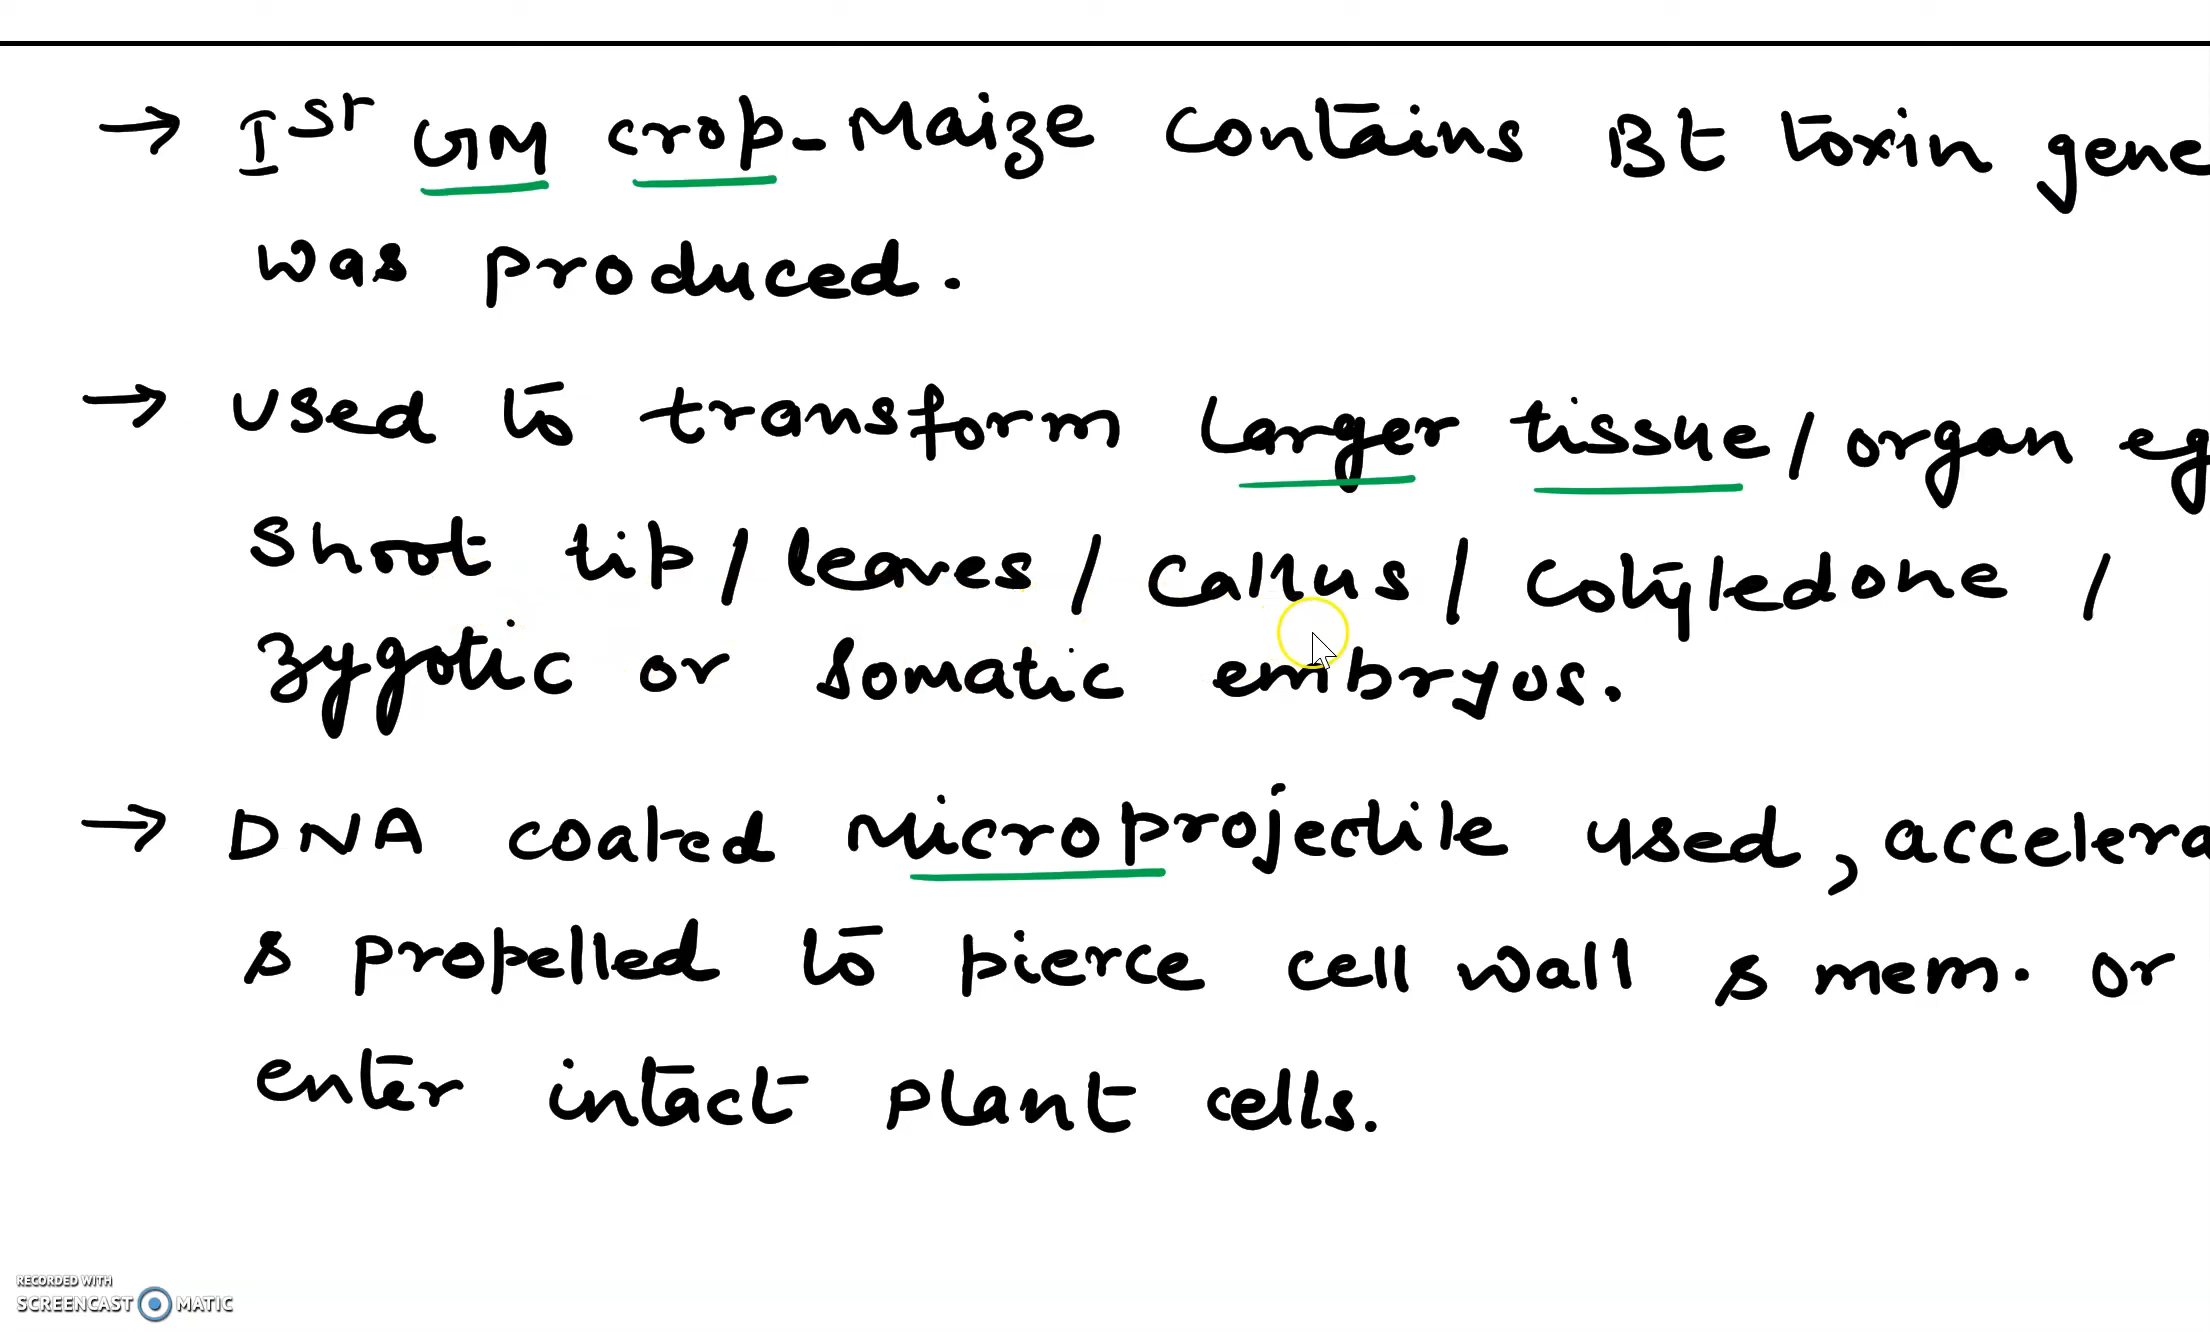 → Ist GM crop-Maize contains Bt toxin gene
was produced.
→ used to transform larger tissue/organ eg
Shoot tip/leaves/callus/cotyledone/
zygotic or somatic embryos.
→ DNA coated microprojectile used, accelera
& propelled to pierce cell wall & mem. or
enter intact plant cells.
RECORDED WITH
SCREENCAST MATIC